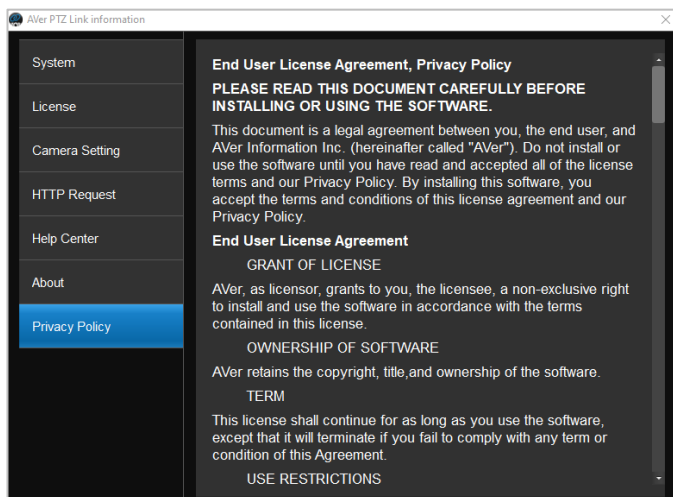 AVer PTZ Link information
System
License
Camera Setting
HTTP Request
Help Center
About
Privacy Policy
End User License Agreement, Privacy Policy
PLEASE READ THIS DOCUMENT CAREFULLY BEFORE
INSTALLING OR USING THE SOFTWARE.
This document is a legal agreement between you, the end user, and
AVer Information Inc. (hereinafter called "AVer"). Do not install or
use the software until you have read and accepted all of the license
terms and our Privacy Policy. By installing this software, you
accept the terms and conditions of this license agreement and our
Privacy Policy.
End User License Agreement
GRANT OF LICENSE
AVer, as licensor, grants to you, the licensee, a non-exclusive right
to install and use the software in accordance with the terms
contained in this license.
OWNERSHIP OF SOFTWARE
AVer retains the copyright, title,and ownership of the software.
TERM
This license shall continue for as long as you use the software,
except that it will terminate if you fail to comply with any term or
condition of this Agreement.
USE RESTRICTIONS